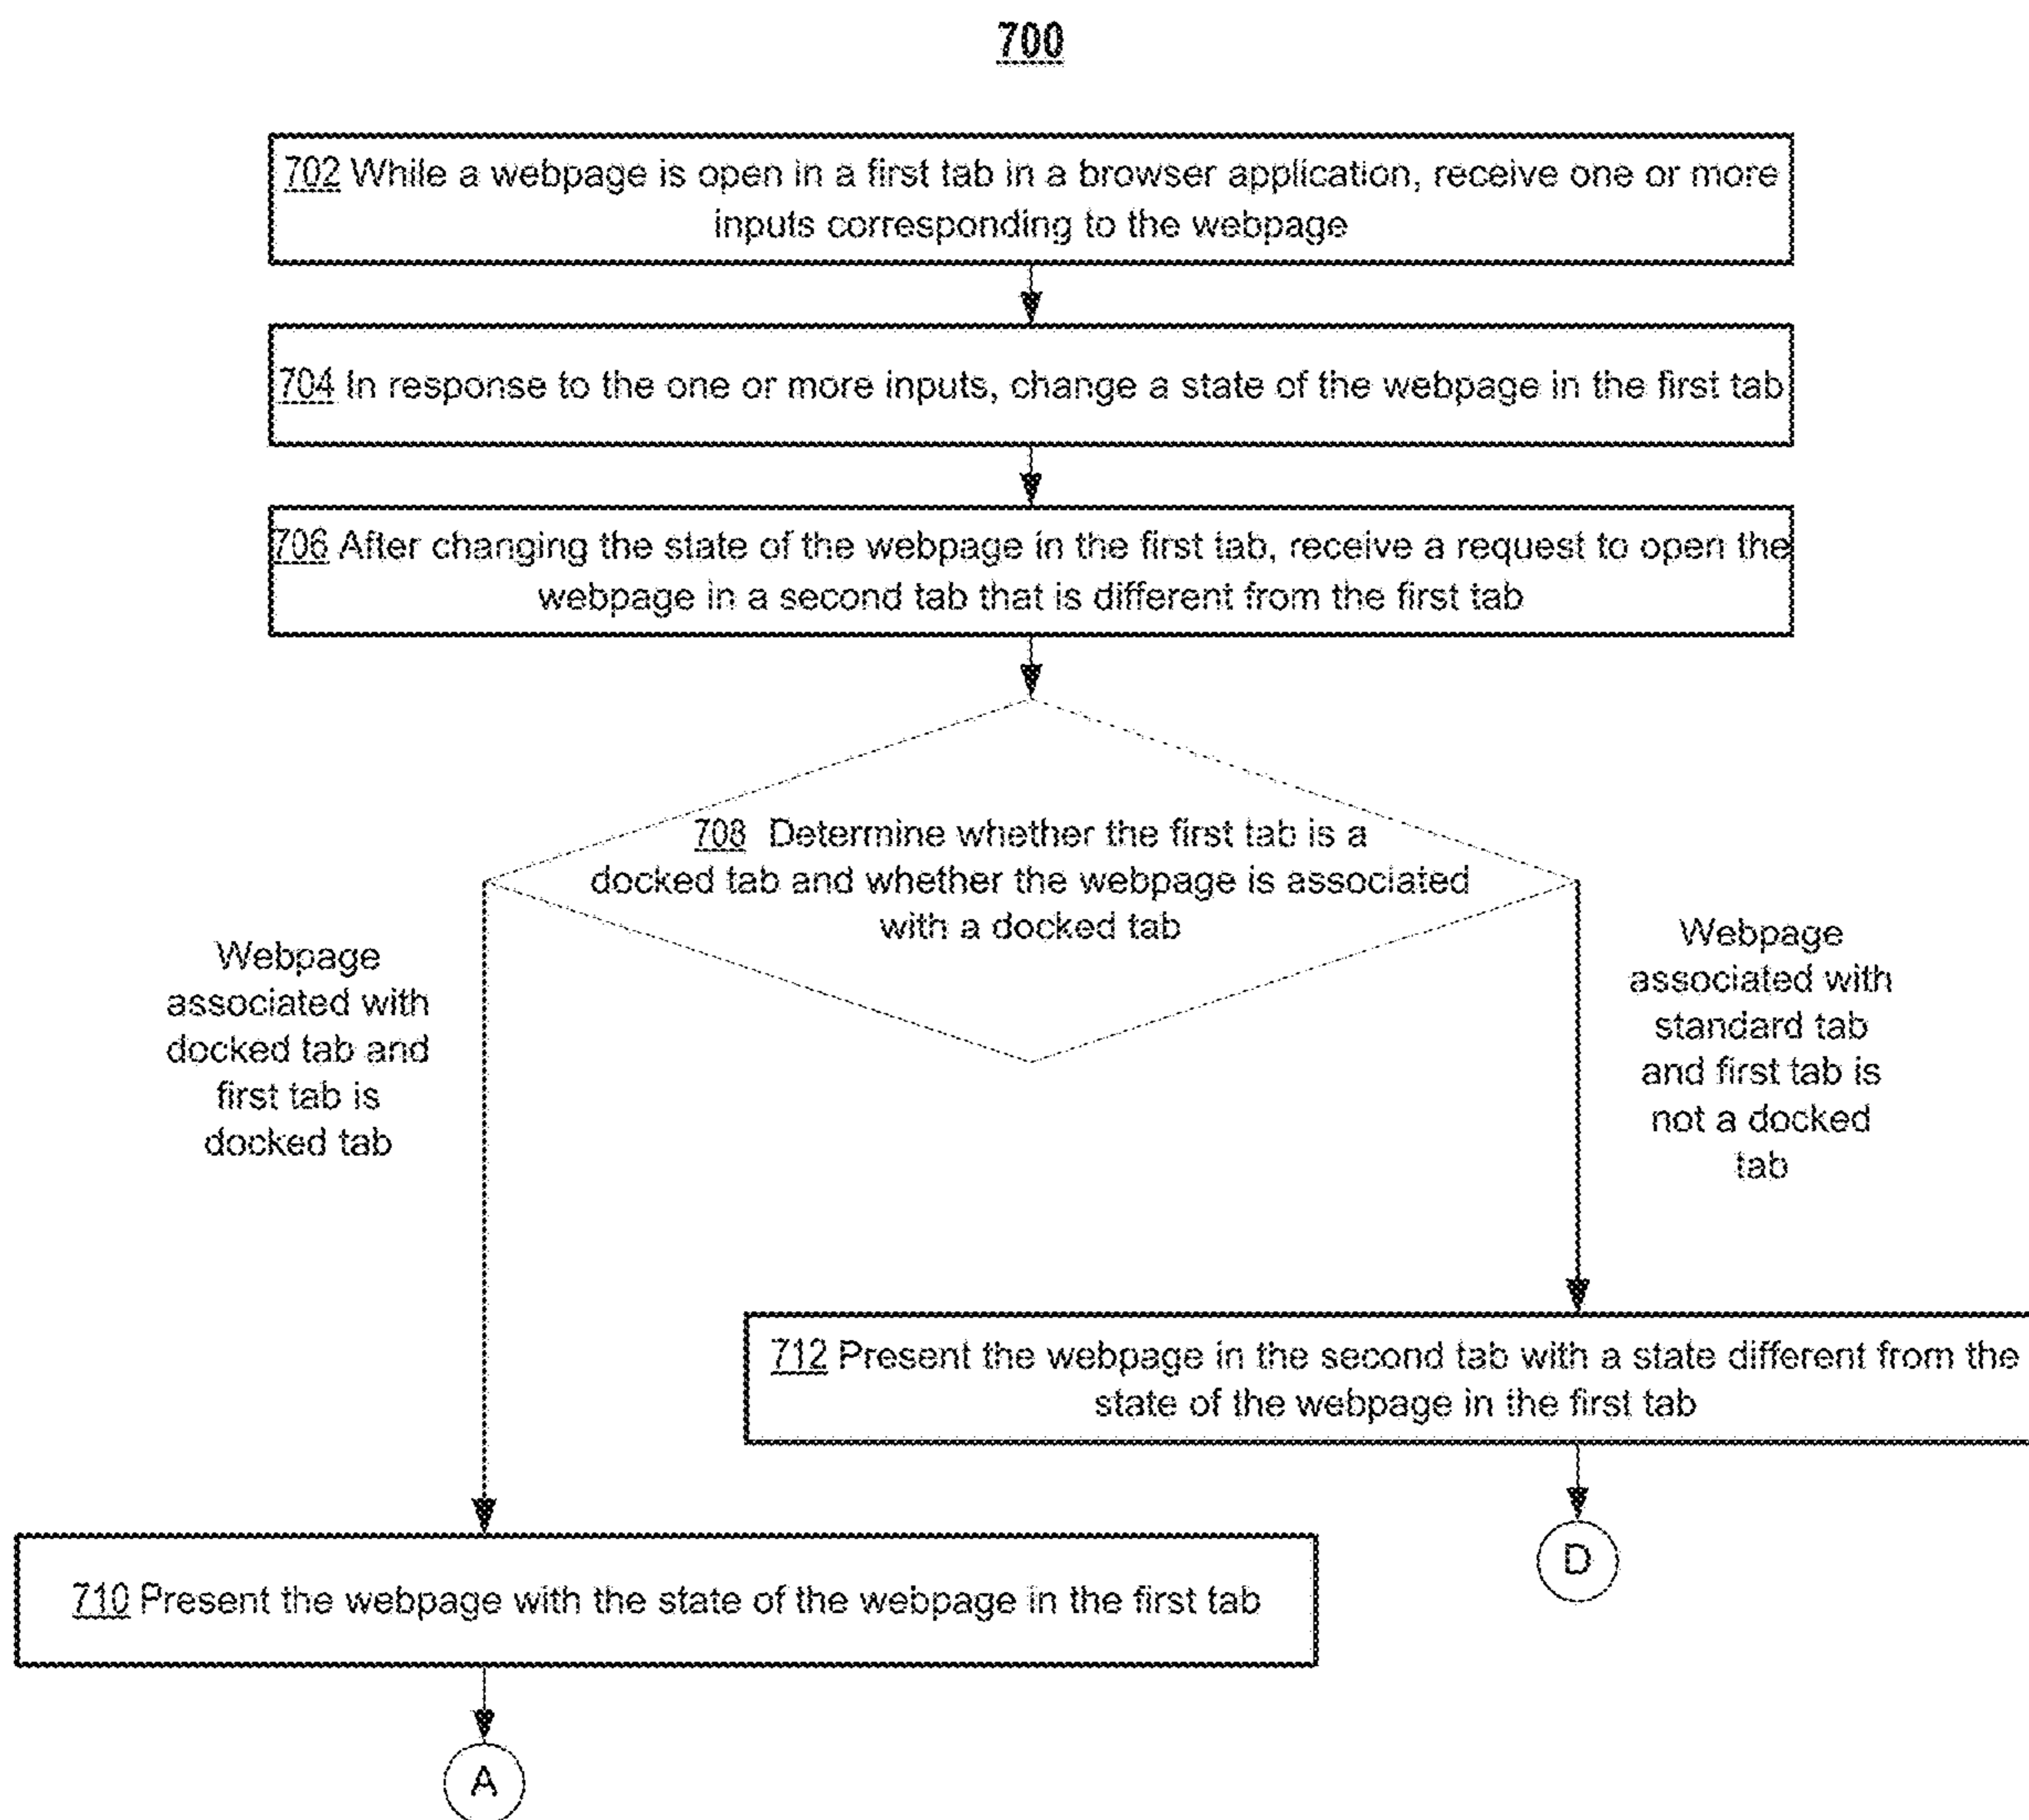 700
702 While a webpage is open in a first tab in a browser application, receive one or more
inputs corresponding to the webpage
704 In response to the one or more inputs, change a state of the webpage in the first tab
706 After changing the state of the webpage in the first tab, receive a request to open the
webpage in a second tab that is different from the first tab
708 Determine whether the first tab is a
docked tab and whether the webpage is associated
with a docked tab
Webpage
associated with
docked tab and
first tab is
docked tab
Webpage
associated with
standard tab
and first tab is
not a docked
tab
712 Present the webpage in the second tab with a state different from the
state of the webpage in the first tab
D
710 Present the webpage with the state of the webpage in the first tab
A